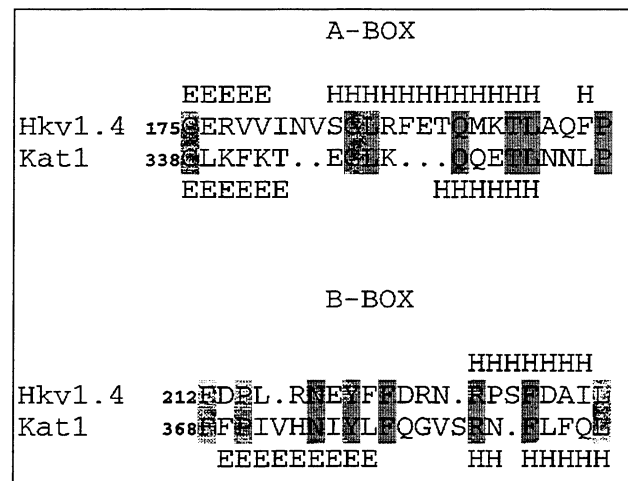 A-BOX
EEEEE HHHHHHHHHHHH H
Hkv1.4 175QERVVINVSGLRFETQMKTLAQFP
Kat1 338QLKFKT..EGLK...QQETLNNLP
EEEEEE HHHHHH
B-BOX
HHHHHHH
Hkv1.4 212EDPL.RNEYFFDRN.RPSFDAIL
Kat1 368EFPIVHNIYLFQGVSRN.FLFQE
EEEEEEEEE HH HHHHH